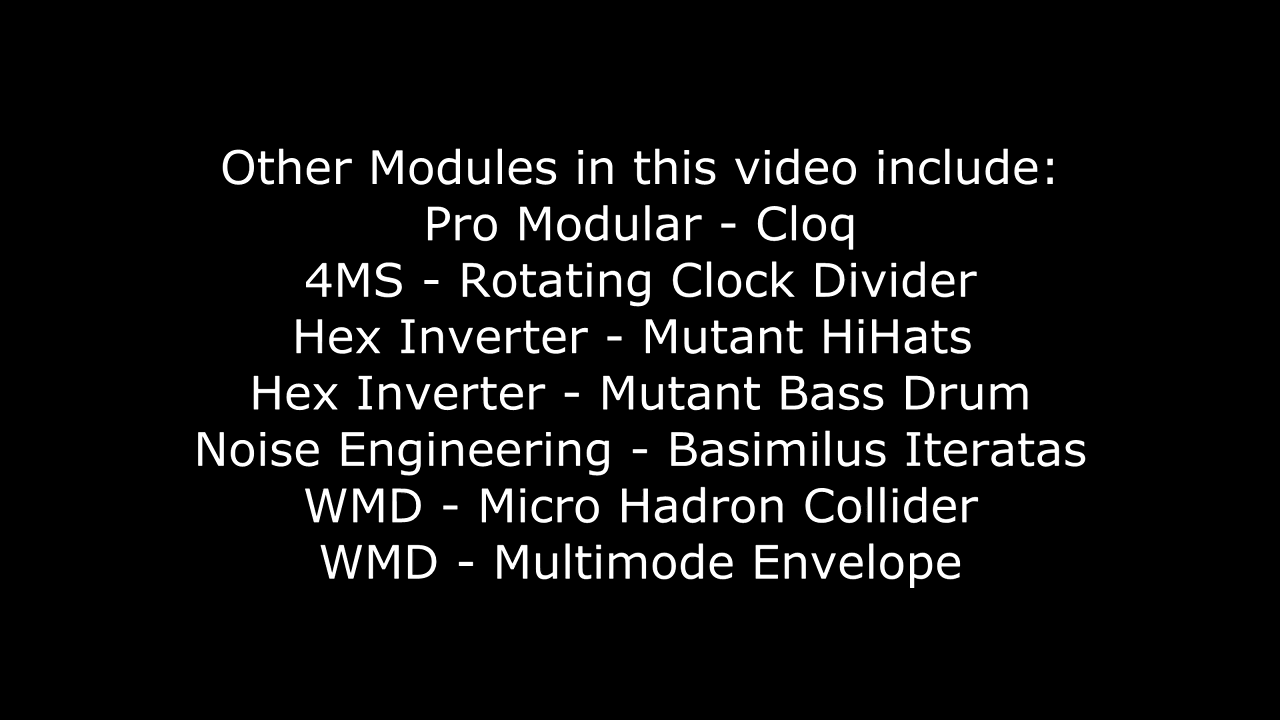 Other Modules in this video include:
Pro Modular - Cloq
4MS - Rotating Clock Divider
Hex Inverter - Mutant HiHats
Hex Inverter - Mutant Bass Drum
Noise Engineering - Basimilus Iteratas
WMD - Micro Hadron Collider
WMD - Multimode Envelope